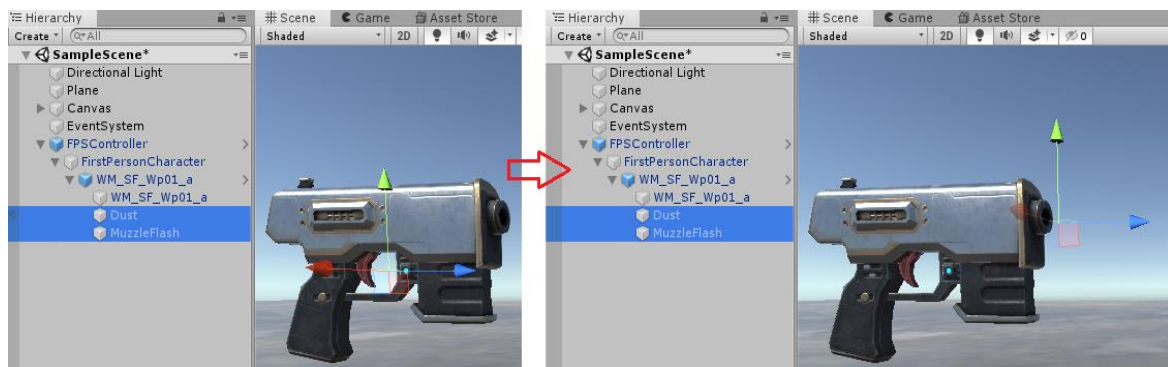 Hierarchy
Create All
SampleScene*
Directional Light
Plane
Canvas
EventSystem
FPSController
FirstPersonCharacter
WM_SF_Wp01_a
WM_SF_Wp01_a
Dust
MuzzleFlash
Scene Game Asset Store
Shaded 2D
Hierarchy
Create All
SampleScene*
Directional Light
Plane
Canvas
EventSystem
FPSController
FirstPersonCharacter
WM_SF_Wp01_a
WM_SF_Wp01_a
Dust
MuzzleFlash
Scene Game Asset Store
Shaded 2D 0